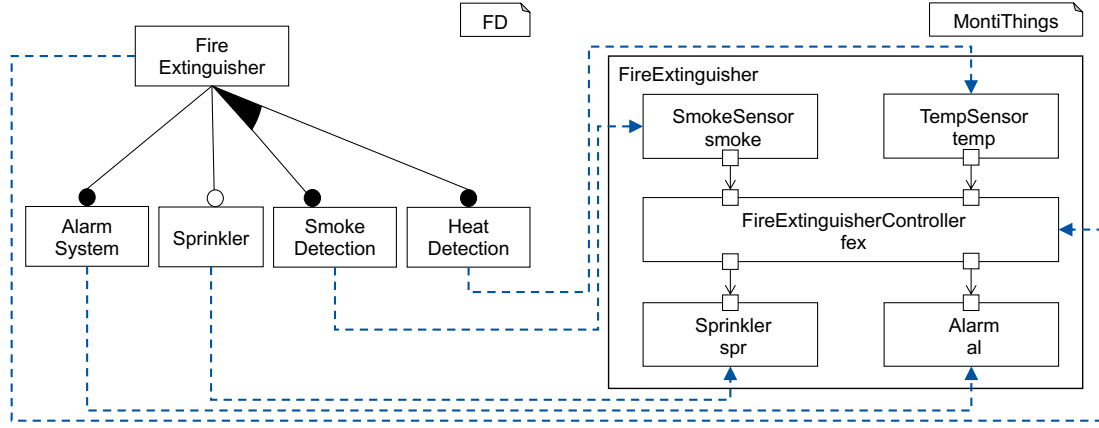 FD
MontiThings
Fire
Extinguisher
Alarm
System
Sprinkler
Smoke
Detection
Heat
Detection
FireExtinguisher
SmokeSensor
smoke
TempSensor
temp
FireExtinguisherController
fex
Sprinkler
spr
Alarm
al